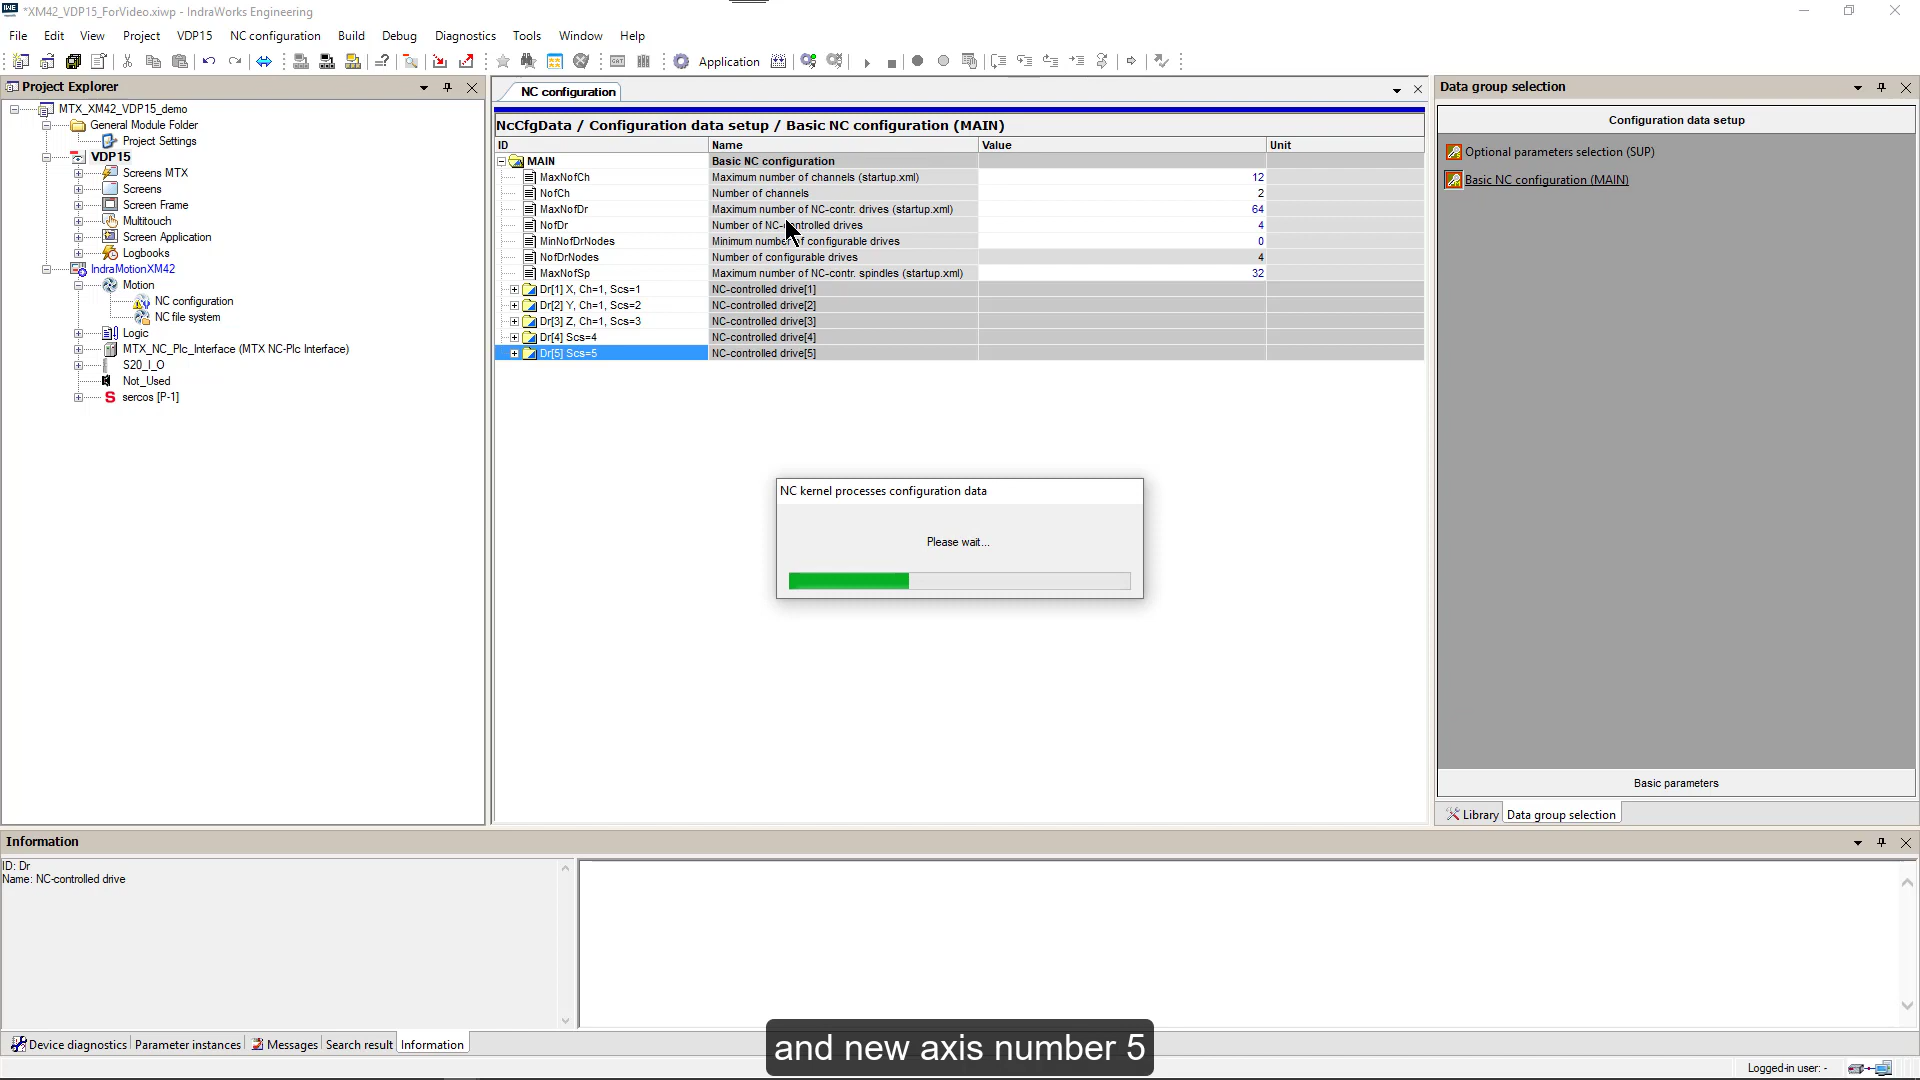 *XM42_VDP15_ForVideo.xiwp - IndraWorks Engineering
File Edit View Project VDP15 NC configuration Build Debug Diagnostics Tools Window Help
Application
Project Explorer
MTX_XM42_VDP15_demo
General Module Folder
Project Settings
VDP15
Screens MTX
Screens
Screen Frame
Multitouch
Screen Application
Logbooks
IndraMotionXM42
Motion
NC configuration
NC file system
Logic
MTX_NC_Plc_Interface (MTX NC-Plc Interface)
S20_I_O
Not_Used
sercos [P-1]
NC configuration
NcCfgData / Configuration data setup / Basic NC configuration (MAIN)
ID Name Value Unit
MAIN Basic NC configuration
MaxNofCh Maximum number of channels (startup.xml) 12
NofCh Number of channels 2
MaxNofDr Maximum number of NC-contr. drives (startup.xml) 64
NofDr Number of NC-controlled drives 4
MinNofDrNodes Minimum number of configurable drives 0
NofDrNodes Number of configurable drives 4
MaxNofSp Maximum number of NC-contr. spindles (startup.xml) 32
Dr[1] X, Ch=1, Scs=1 NC-controlled drive[1]
Dr[2] Y, Ch=1, Scs=2 NC-controlled drive[2]
Dr[3] Z, Ch=1, Scs=3 NC-controlled drive[3]
Dr[4] Scs=4 NC-controlled drive[4]
Dr[5] Scs=5 NC-controlled drive[5]
NC kernel processes configuration data
Please wait...
Data group selection
Configuration data setup
Optional parameters selection (SUP)
Basic NC configuration (MAIN)
Basic parameters
Library Data group selection
Information
ID: Dr
Name: NC-controlled drive
Device diagnostics Parameter instances Messages Search result Information
and new axis number 5
Logged-in user: -